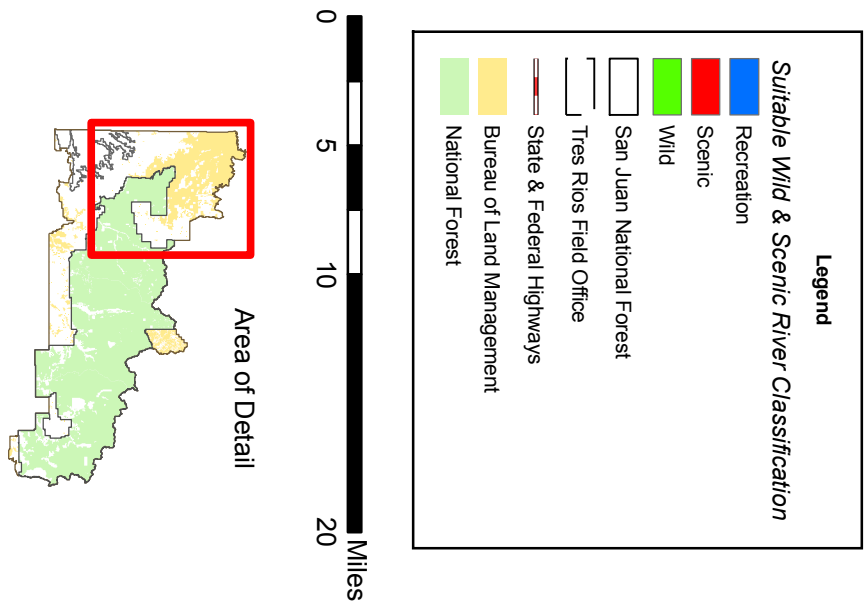 Legend
Suitable Wild & Scenic River Classification
Recreation
Scenic
Wild
San Juan National Forest
Tres Rios Field Office
State & Federal Highways
Bureau of Land Management
National Forest
0 5 10 20
Miles
Area of Detail